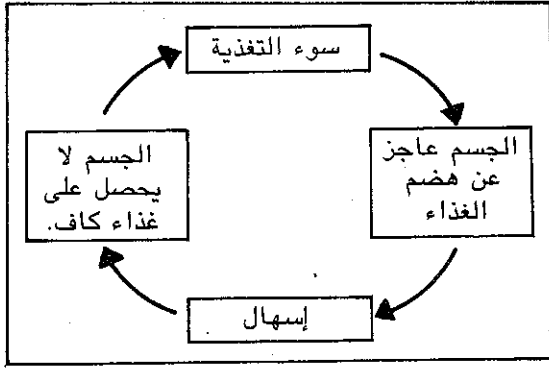 سوء التغذية
الجسم عاجز
عن هضم
الغذاء
إسهال
الجسم لا
يحصل على
غذاء كاف.